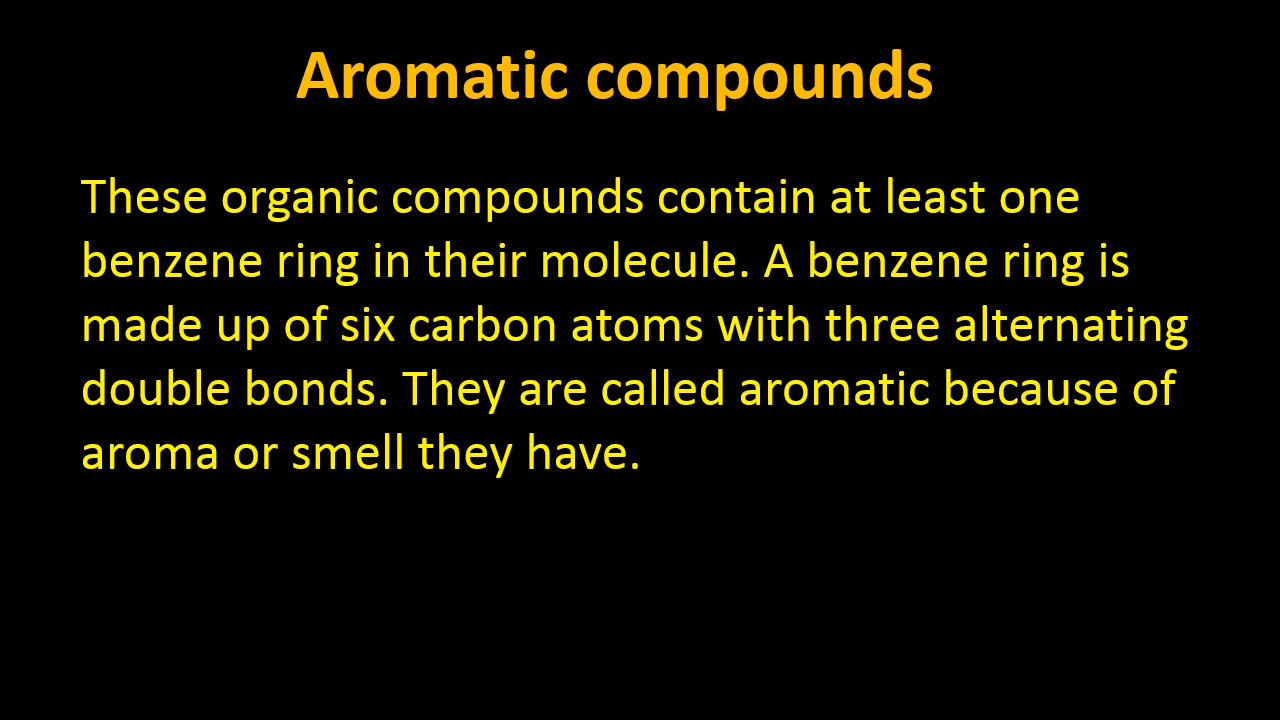 Aromatic compounds
These organic compounds contain at least one
benzene ring in their molecule. A benzene ring is
made up of six carbon atoms with three alternating
double bonds. They are called aromatic because of
aroma or smell they have.